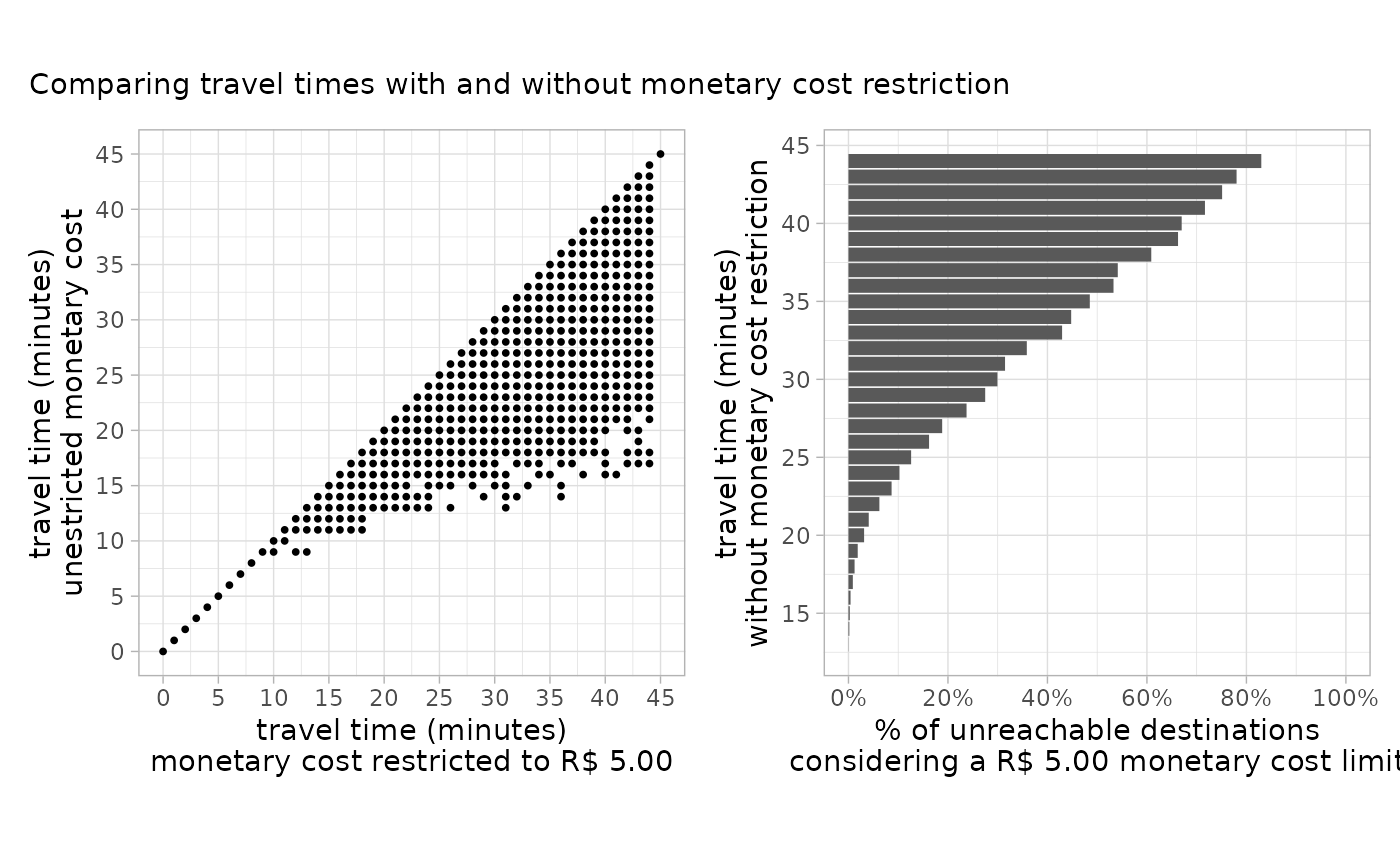 Comparing travel times with and without monetary cost restriction
travel time (minutes)
unestricted monetary cost
45
40
35
30
25
20
15
10
5
0
0 5 10 15 20 25 30 35 40 45
travel time (minutes)
monetary cost restricted to R$ 5.00
travel time (minutes)
without monetary cost restriction
45
40
35
30
25
20
15
0% 20% 40% 60% 80% 100%
% of unreachable destinations
considering a R$ 5.00 monetary cost limit